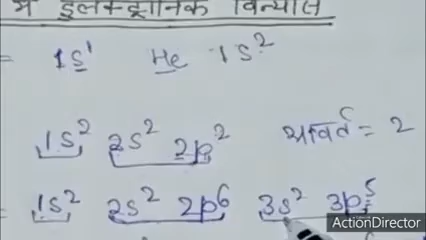 में इलेक्ट्रॉनिक विन्यास
= 1s¹ He 1s²
1s² 2s² 2p² आवर्त = 2
= 1s² 2s² 2p⁶ 3s² 3p⁵
ActionDirector